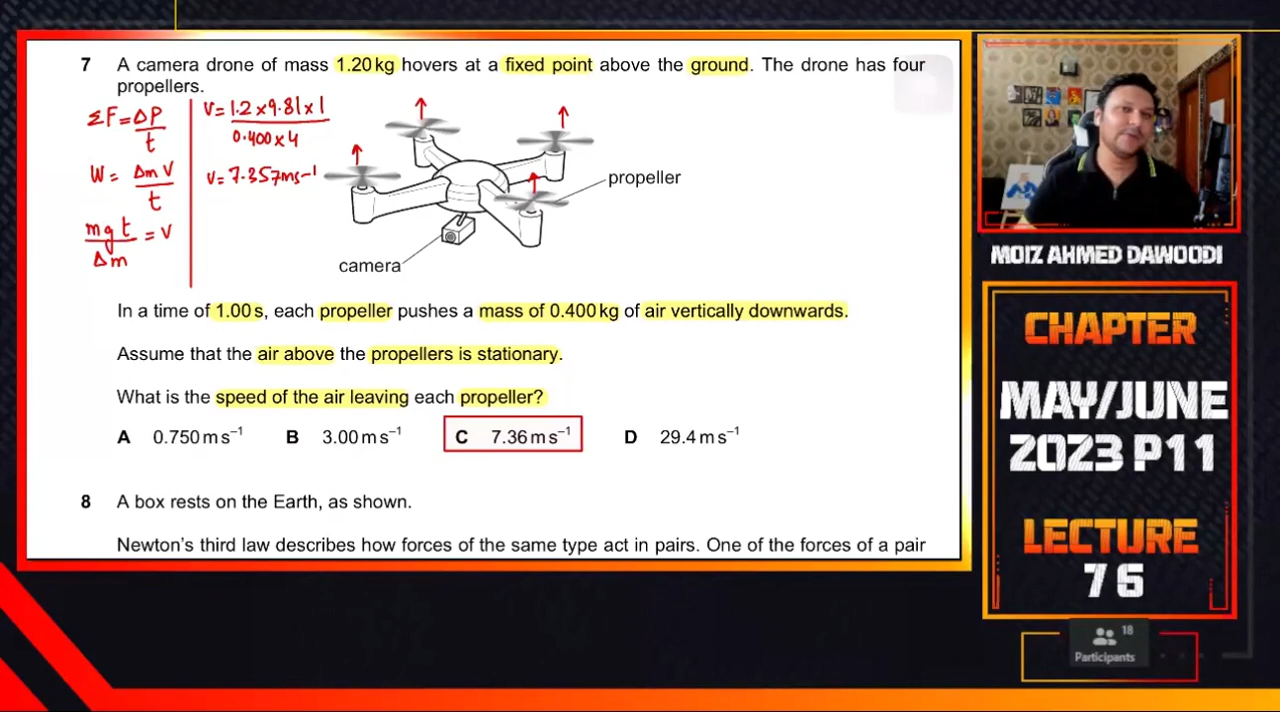 7 A camera drone of mass 1.20 kg hovers at a fixed point above the ground. The drone has four
propellers.
ΣF = ΔP/t
W = Δm V/t
m g t/Δm = V
V = 1.2 × 9.81 × 1/0.400 × 4
V = 7.357 ms⁻¹
propeller
camera
In a time of 1.00 s, each propeller pushes a mass of 0.400 kg of air vertically downwards.
Assume that the air above the propellers is stationary.
What is the speed of the air leaving each propeller?
A 0.750 m s⁻¹ B 3.00 m s⁻¹ C 7.36 m s⁻¹ D 29.4 m s⁻¹
8 A box rests on the Earth, as shown.
Newton's third law describes how forces of the same type act in pairs. One of the forces of a pair
MOIZ AHMED DAWOODI
CHAPTER
MAY/JUNE
2023 P11
LECTURE
76
18
Participants